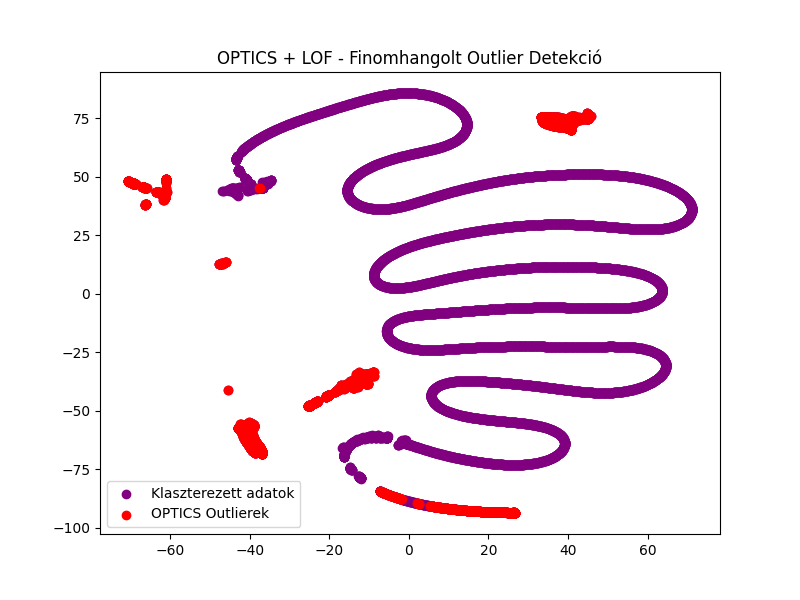 OPTICS + LOF - Finomhangolt Outlier Detekció
75
50
25
0
−25
−50
−75
−100
Klaszterezett adatok
OPTICS Outlierek
−60 −40 −20 0 20 40 60